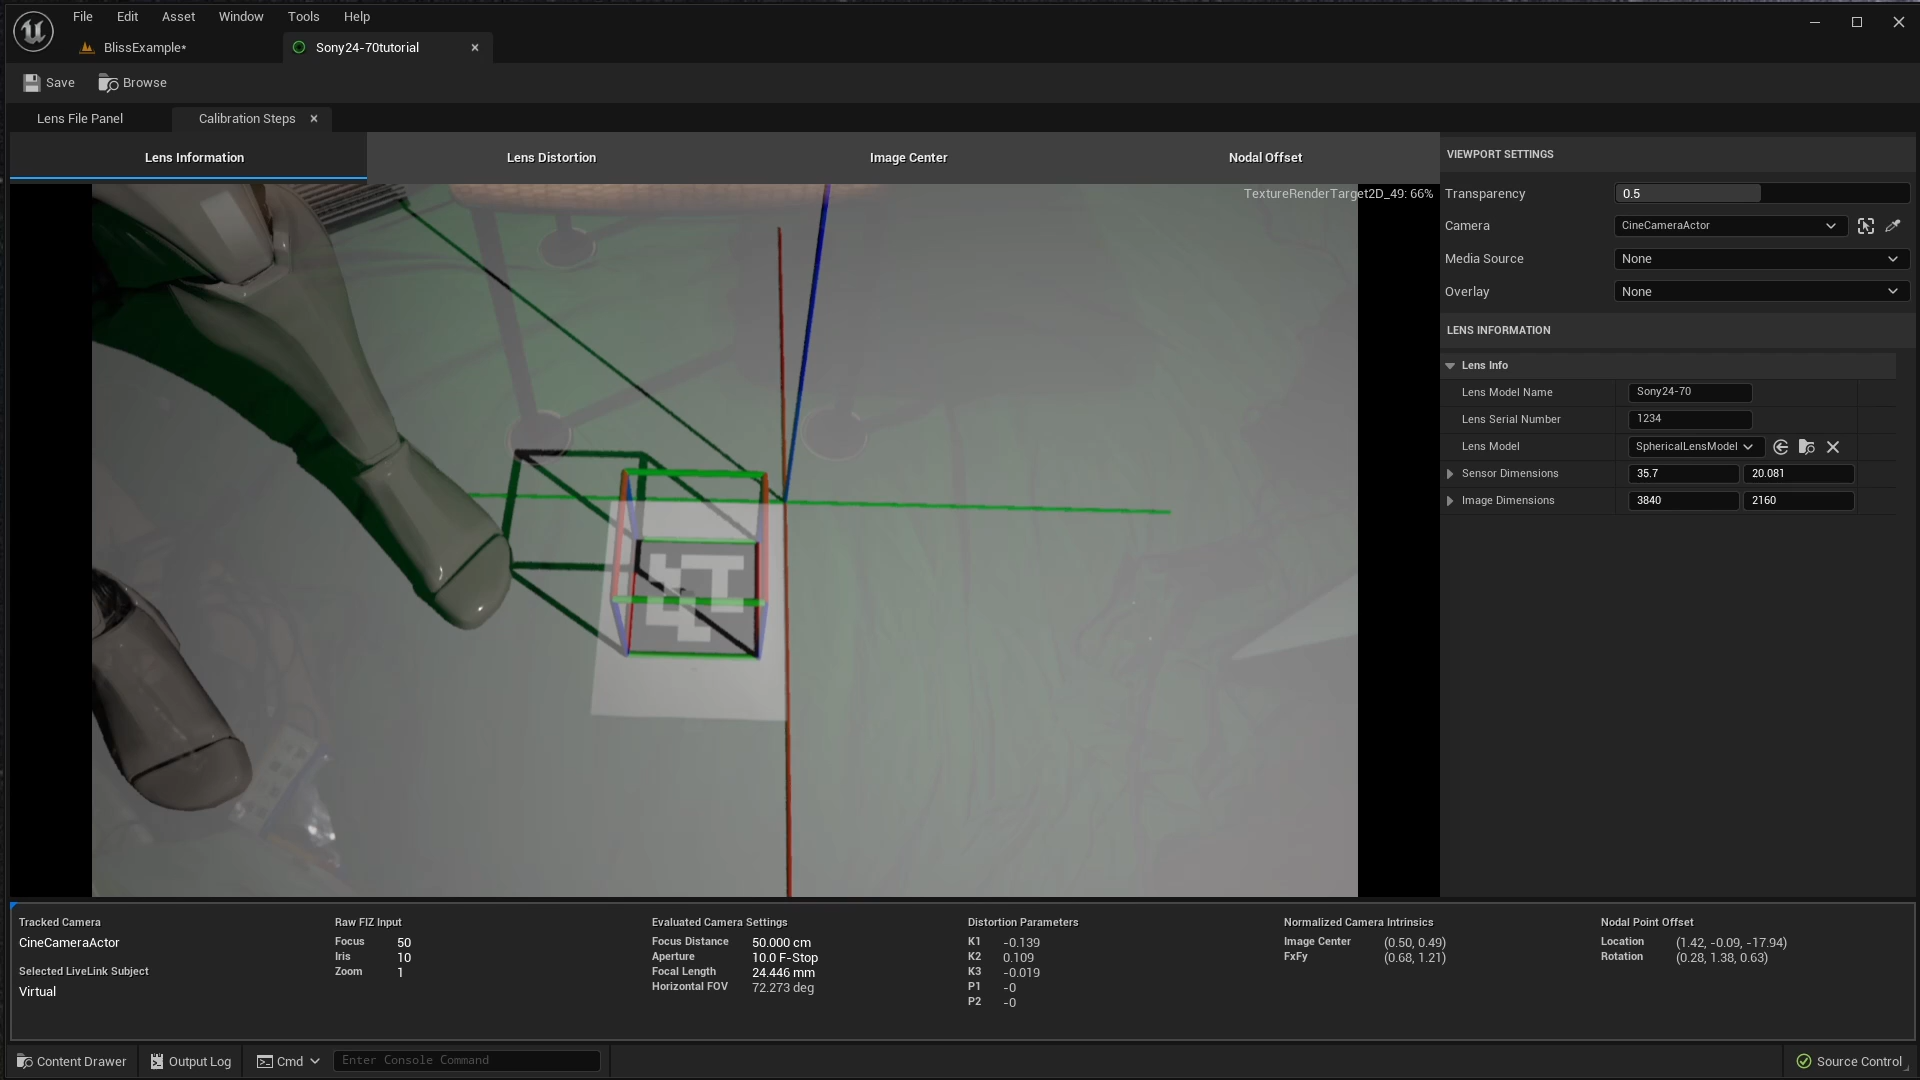 File Edit Asset Window Tools Help
BlissExample* Sony24-70tutorial
Save Browse
Lens File Panel Calibration Steps
Lens Information Lens Distortion Image Center Nodal Offset
TextureRenderTarget2D_49: 66%
VIEWPORT SETTINGS
Transparency 0.5
Camera CineCameraActor
Media Source None
Overlay None
LENS INFORMATION
Lens Info
Lens Model Name Sony24-70
Lens Serial Number 1234
Lens Model SphericalLensModel
Sensor Dimensions 35.7 20.081
Image Dimensions 3840 2160
Tracked Camera
CineCameraActor
Selected LiveLink Subject
Virtual
Raw FIZ Input
Focus 50
Iris 10
Zoom 1
Evaluated Camera Settings
Focus Distance 50.000 cm
Aperture 10.0 F-Stop
Focal Length 24.446 mm
Horizontal FOV 72.273 deg
Distortion Parameters
K1 -0.139
K2 0.109
K3 -0.019
P1 -0
P2 -0
Normalized Camera Intrinsics
Image Center (0.50, 0.49)
FxFy (0.68, 1.21)
Nodal Point Offset
Location (1.42, -0.09, -17.94)
Rotation (0.28, 1.38, 0.63)
Content Drawer Output Log Cmd Enter Console Command Source Control